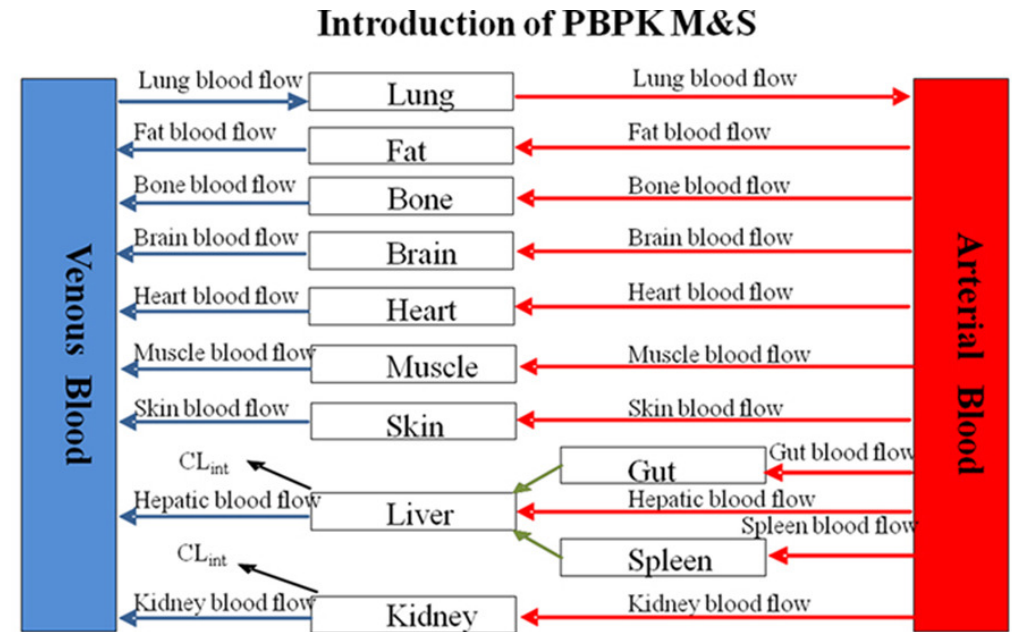 Introduction of PBPK M&S
Lung blood flow
Lung
Lung blood flow
Fat blood flow
Fat
Fat blood flow
Bone blood flow
Bone
Bone blood flow
Brain blood flow
Brain
Brain blood flow
Heart blood flow
Heart
Heart blood flow
Muscle blood flow
Muscle
Muscle blood flow
Skin blood flow
Skin
Skin blood flow
CLint
Gut
Gut blood flow
Hepatic blood flow
Liver
Hepatic blood flow
Spleen blood flow
CLint
Spleen
Kidney blood flow
Kidney
Kidney blood flow
Venous Blood
Arterial Blood